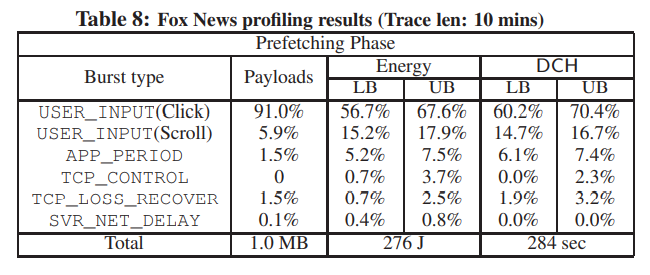 Table 8: Fox News profiling results (Trace len: 10 mins)
Prefetching Phase
Burst type Payloads Energy DCH
LB UB LB UB
USER_INPUT(Click) 91.0% 56.7% 67.6% 60.2% 70.4%
USER_INPUT(Scroll) 5.9% 15.2% 17.9% 14.7% 16.7%
APP_PERIOD 1.5% 5.2% 7.5% 6.1% 7.4%
TCP_CONTROL 0 0.7% 3.7% 0.0% 2.3%
TCP_LOSS_RECOVER 1.5% 0.7% 2.5% 1.9% 3.2%
SVR_NET_DELAY 0.1% 0.4% 0.8% 0.0% 0.0%
Total 1.0 MB 276 J 284 sec